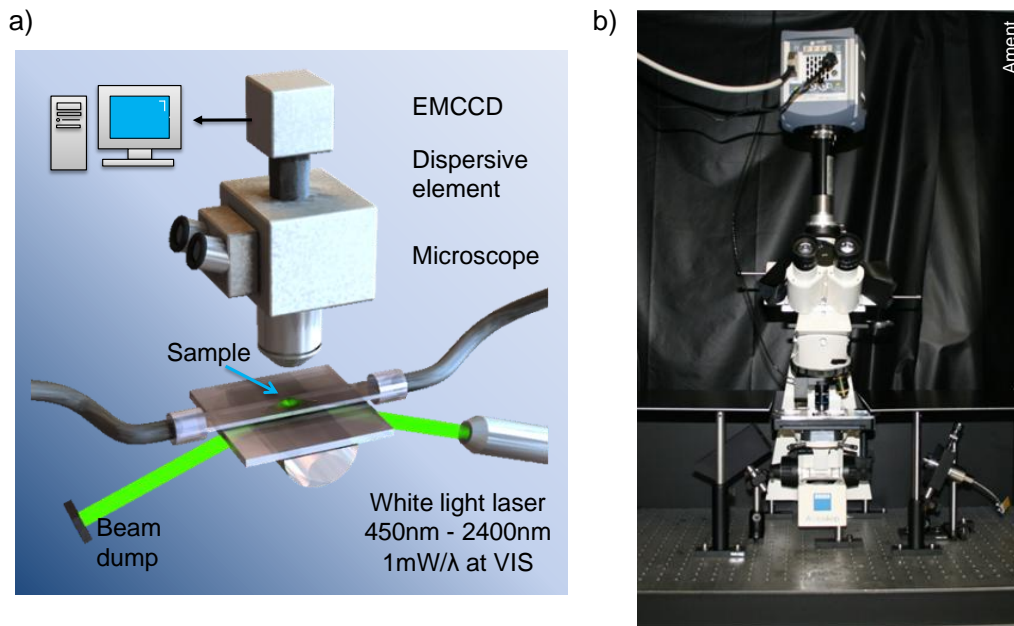 a)
EMCCD
Dispersive
element
Microscope
Sample
White light laser
450nm - 2400nm
1mW/λ at VIS
Beam
dump
b)
Ament